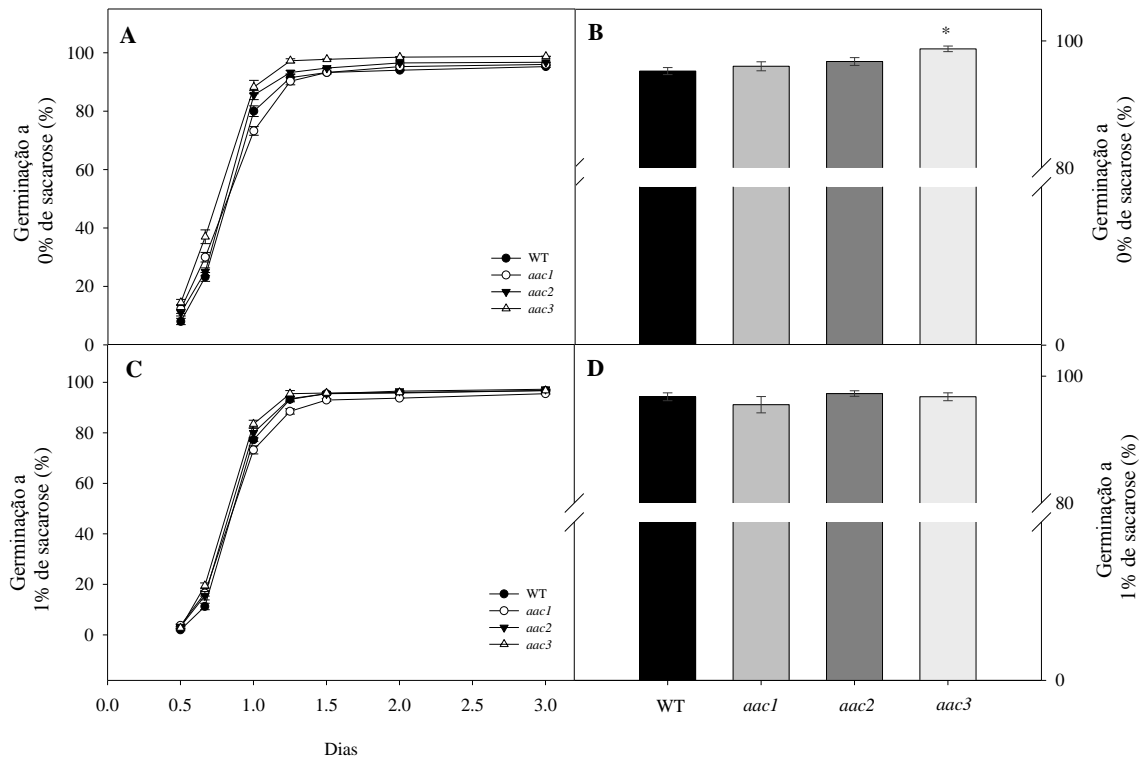 A
Germinação a
0% de sacarose (%)
100
80
60
40
20
0
WT
aac1
aac2
aac3
B
*
100
80
0
Germinação a
0% de sacarose (%)
C
Germinação a
1% de sacarose (%)
100
80
60
40
20
0
WT
aac1
aac2
aac3
0.0 0.5 1.0 1.5 2.0 2.5 3.0
Dias
D
100
80
0
Germinação a
1% de sacarose (%)
WT aac1 aac2 aac3